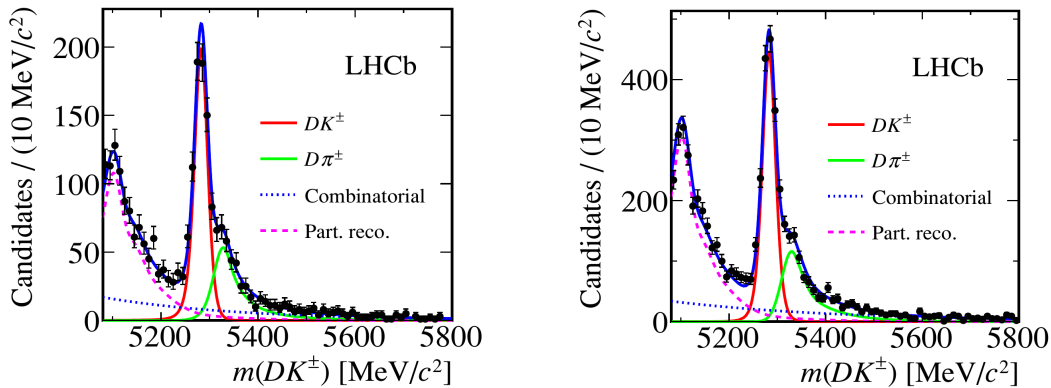 Candidates / (10 MeV/c²)
200
150
100
50
0
LHCb
DK±
Dπ±
Combinatorial
Part. reco.
5200 5400 5600 5800
m(DK±) [MeV/c²]
Candidates / (10 MeV/c²)
400
200
0
LHCb
DK±
Dπ±
Combinatorial
Part. reco.
5200 5400 5600 5800
m(DK±) [MeV/c²]